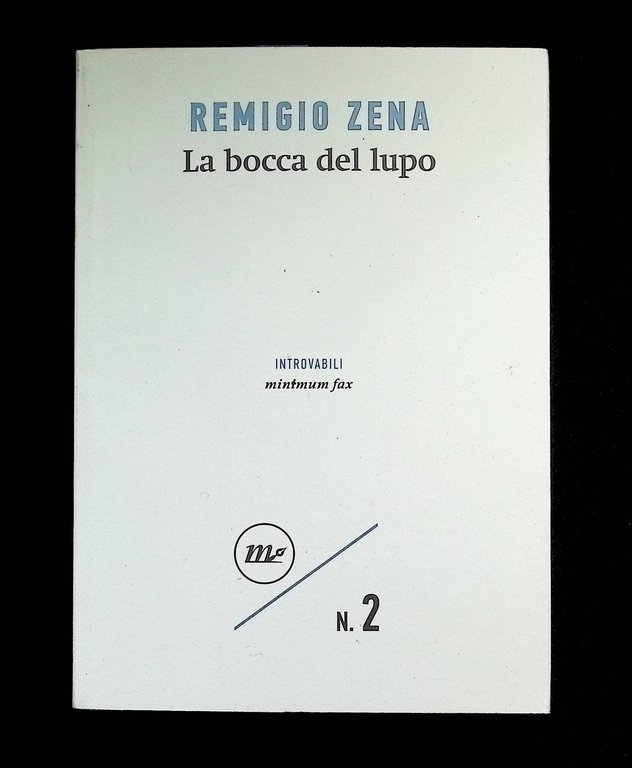 REMIGIO ZENA
La bocca del lupo
INTROVABILI
minimum fax
m
N. 2